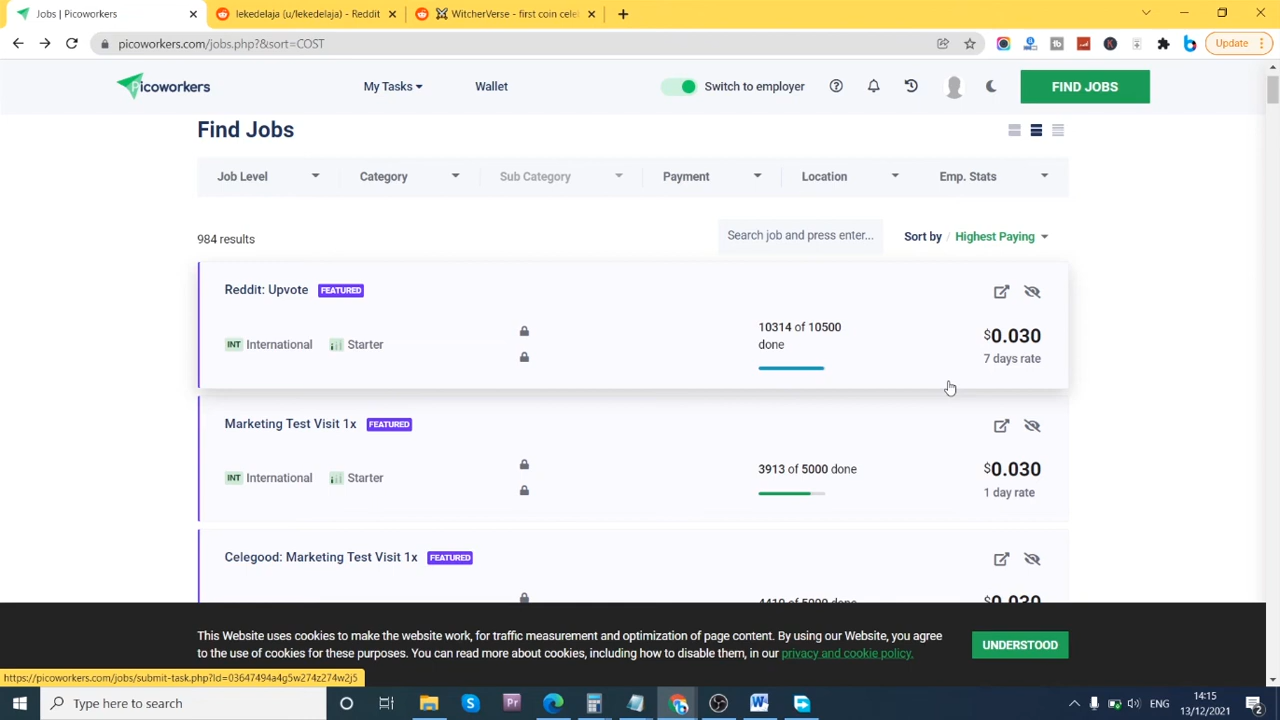 Jobs | Picoworkers
lekedelaja (u/lekedelaja) - Reddit
WitcherVerse - first coin cele
picoworkers.com/jobs.php?&sort=COST
Update
Picoworkers
My Tasks
Wallet
Switch to employer
FIND JOBS
Find Jobs
Job Level
Category
Sub Category
Payment
Location
Emp. Stats
984 results
Search job and press enter...
Sort by / Highest Paying
Reddit: Upvote FEATURED
INT International
Starter
10314 of 10500
done
$0.030
7 days rate
Marketing Test Visit 1x FEATURED
INT International
Starter
3913 of 5000 done
$0.030
1 day rate
Celegood: Marketing Test Visit 1x FEATURED
4419 of 5000 done
$0.030
This Website uses cookies to make the website work, for traffic measurement and optimization of page content. By using our Website, you agree
to the use of cookies for these purposes. You can read more about cookies, including how to disable them, in our privacy and cookie policy.
UNDERSTOOD
https://picoworkers.com/jobs/submit-task.php?Id=03647494a4g5w274z274w2j5
Type here to search
ENG
14:15
13/12/2021
2